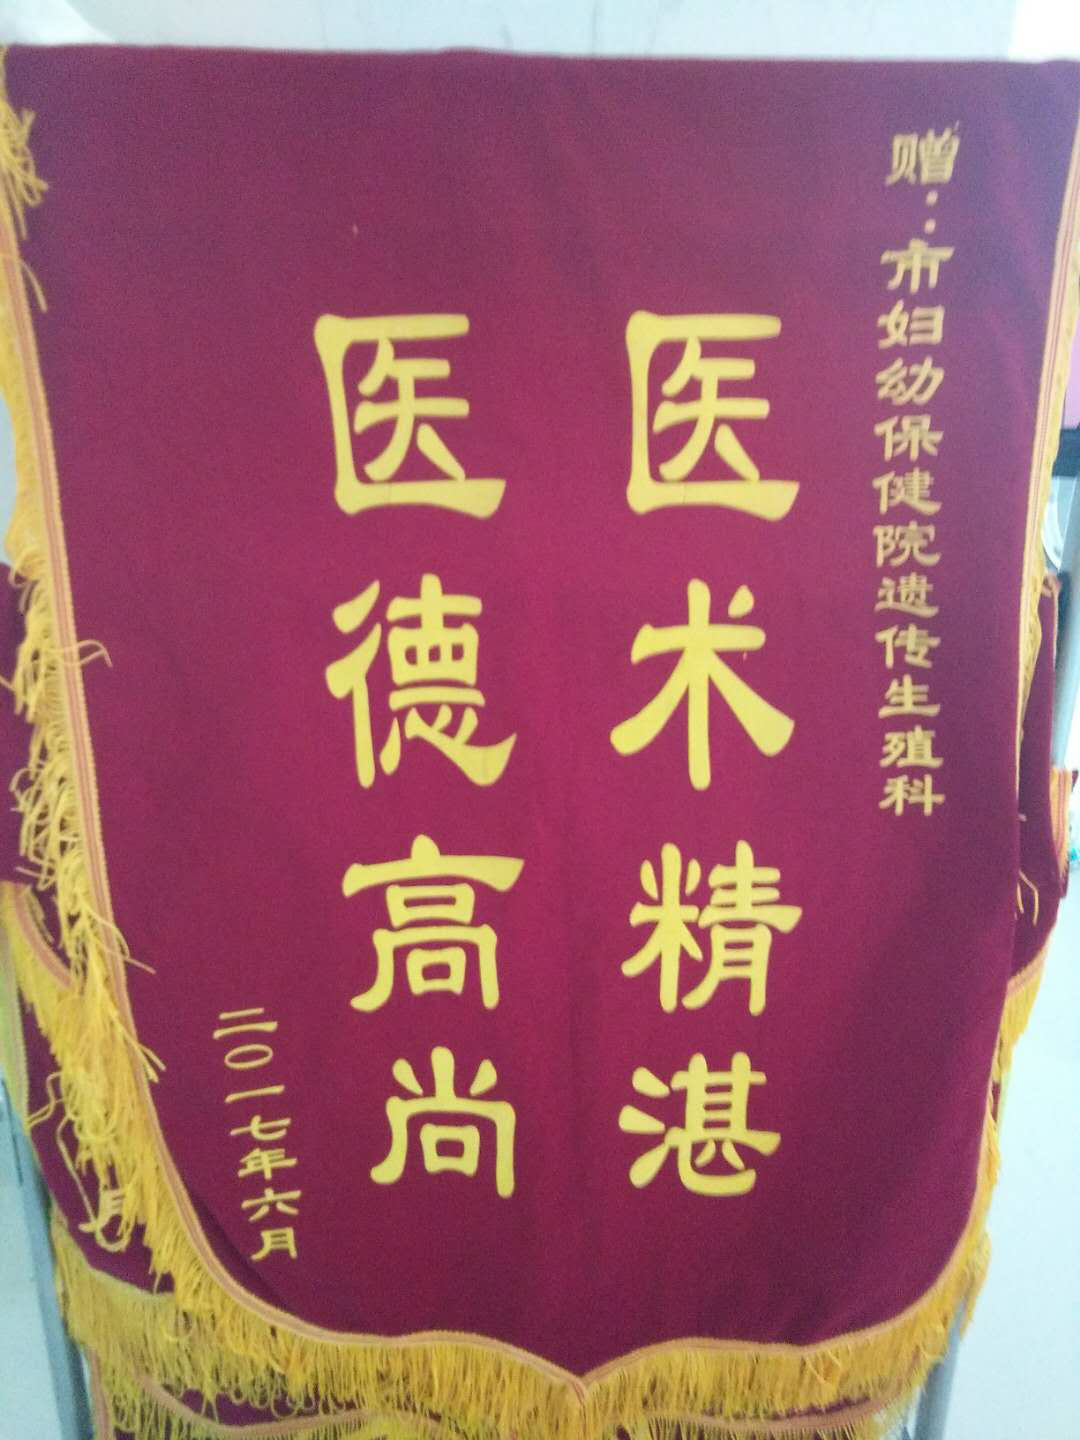 赠：市妇幼保健院遗传生殖科
医术精湛
医德高尚
二〇一七年六月